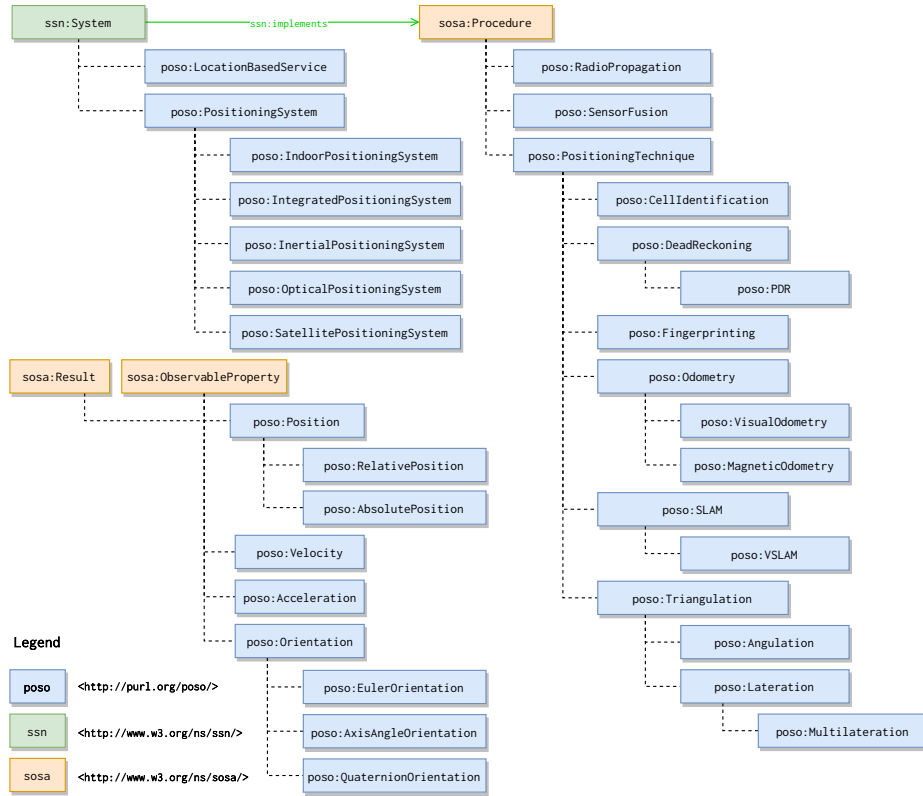 ssn:System
ssn:implements
sosa:Procedure
poso:LocationBasedService
poso:PositioningSystem
poso:IndoorPositioningSystem
poso:IntegratedPositioningSystem
poso:InertialPositioningSystem
poso:OpticalPositioningSystem
poso:SatellitePositioningSystem
poso:RadioPropagation
poso:SensorFusion
poso:PositioningTechnique
poso:CellIdentification
poso:DeadReckoning
poso:PDR
poso:Fingerprinting
poso:Odometry
poso:VisualOdometry
poso:MagneticOdometry
poso:SLAM
poso:VSLAM
poso:Triangulation
poso:Angulation
poso:Lateration
poso:Multilateration
sosa:Result
sosa:ObservableProperty
poso:Position
poso:RelativePosition
poso:AbsolutePosition
poso:Velocity
poso:Acceleration
poso:Orientation
poso:EulerOrientation
poso:AxisAngleOrientation
poso:QuaternionOrientation
Legend
poso <http://purl.org/poso/>
ssn <http://www.w3.org/ns/ssn/>
sosa <http://www.w3.org/ns/sosa/>